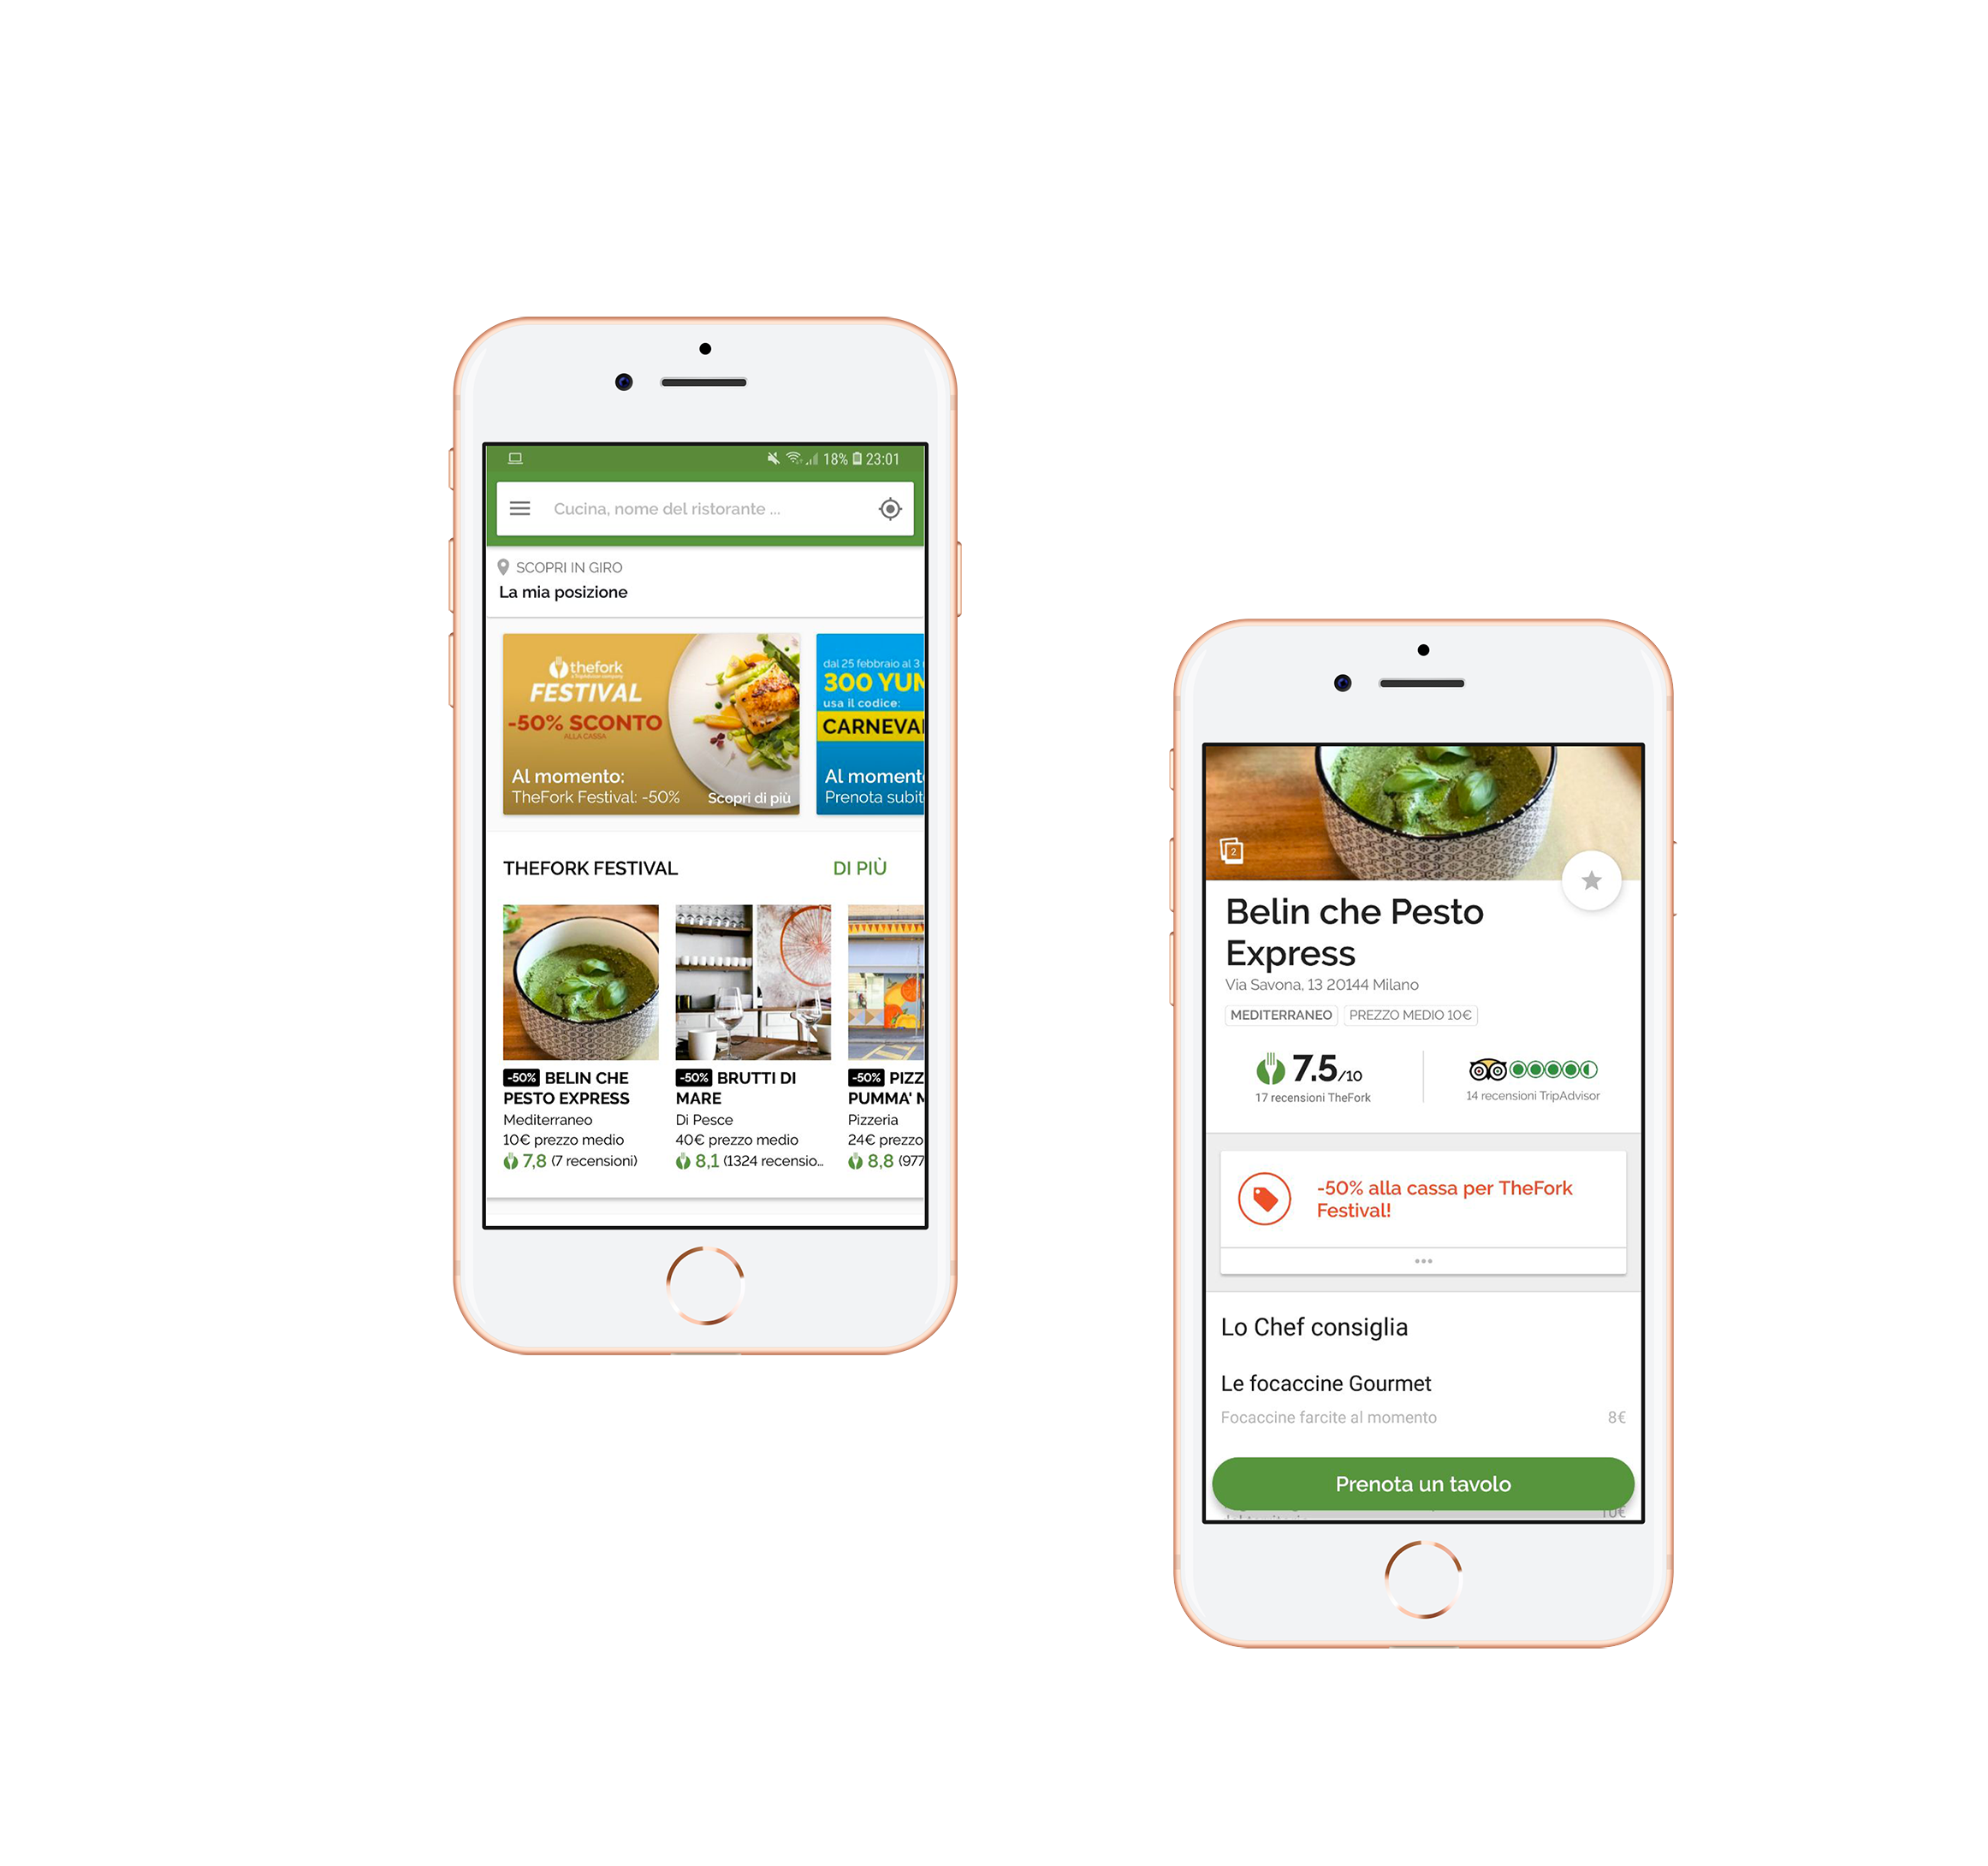 18% 23:01
Cucina, nome del ristorante ...
SCOPRI IN GIRO
La mia posizione
thefork
a TripAdvisor company
FESTIVAL
-50% SCONTO
ALLA CASSA
Al momento:
TheFork Festival: -50%
Scopri di più
dal 25 febbraio al 3
300 YUM
usa il codice:
CARNEVAL
Al moment
Prenota subit
THEFORK FESTIVAL
DI PIÙ
-50% BELIN CHE
PESTO EXPRESS
Mediterraneo
10€ prezzo medio
7,8 (7 recensioni)
-50% BRUTTI DI
MARE
Di Pesce
40€ prezzo medio
8,1 (1324 recensio...
-50% PIZZ
PUMMA'
Pizzeria
24€ prezzo
8,8 (977
2
Belin che Pesto
Express
Via Savona, 13 20144 Milano
MEDITERRANEO
PREZZO MEDIO 10€
7.5/10
17 recensioni TheFork
14 recensioni TripAdvisor
-50% alla cassa per TheFork
Festival!
Lo Chef consiglia
Le focaccine Gourmet
Focaccine farcite al momento 8€
Prenota un tavolo
10€